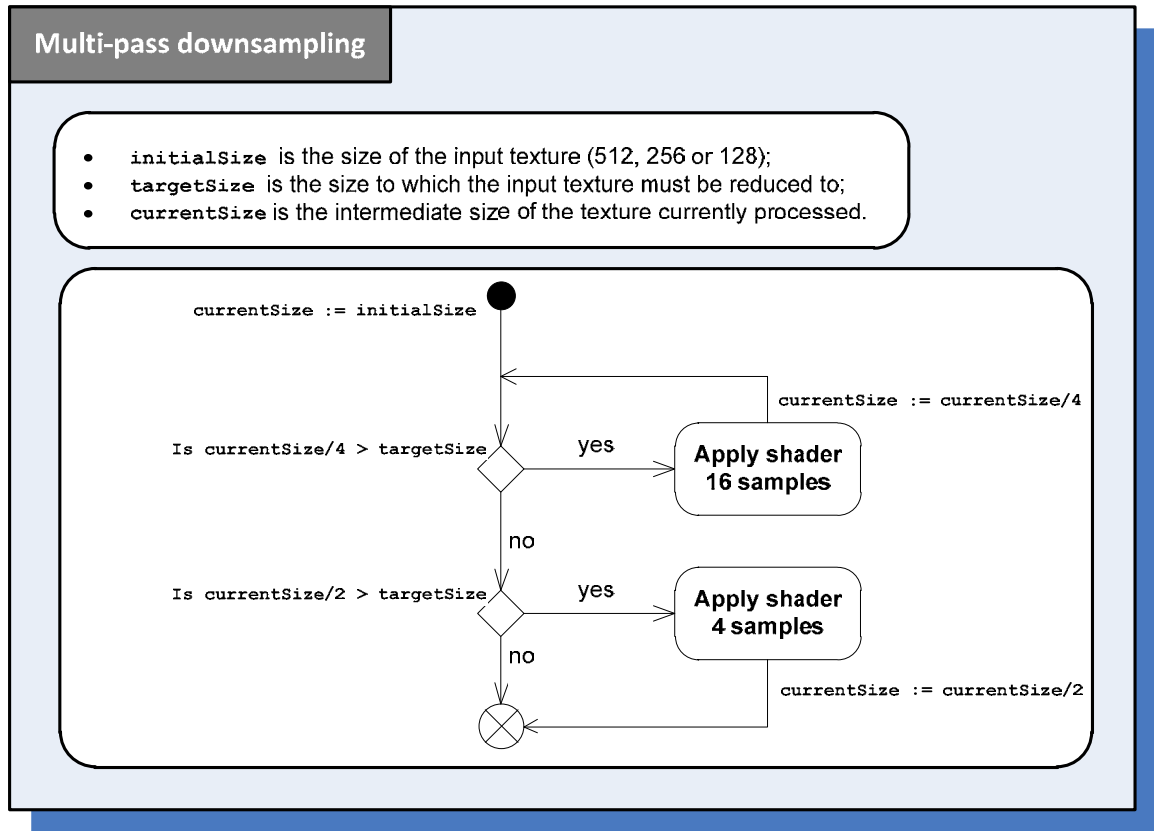 Multi-pass downsampling
• initialSize is the size of the input texture (512, 256 or 128);
• targetSize is the size to which the input texture must be reduced to;
• currentSize is the intermediate size of the texture currently processed.
currentSize := initialSize
currentSize := currentSize/4
Is currentSize/4 > targetSize
yes
Apply shader
16 samples
no
Is currentSize/2 > targetSize
yes
Apply shader
4 samples
no
currentSize := currentSize/2